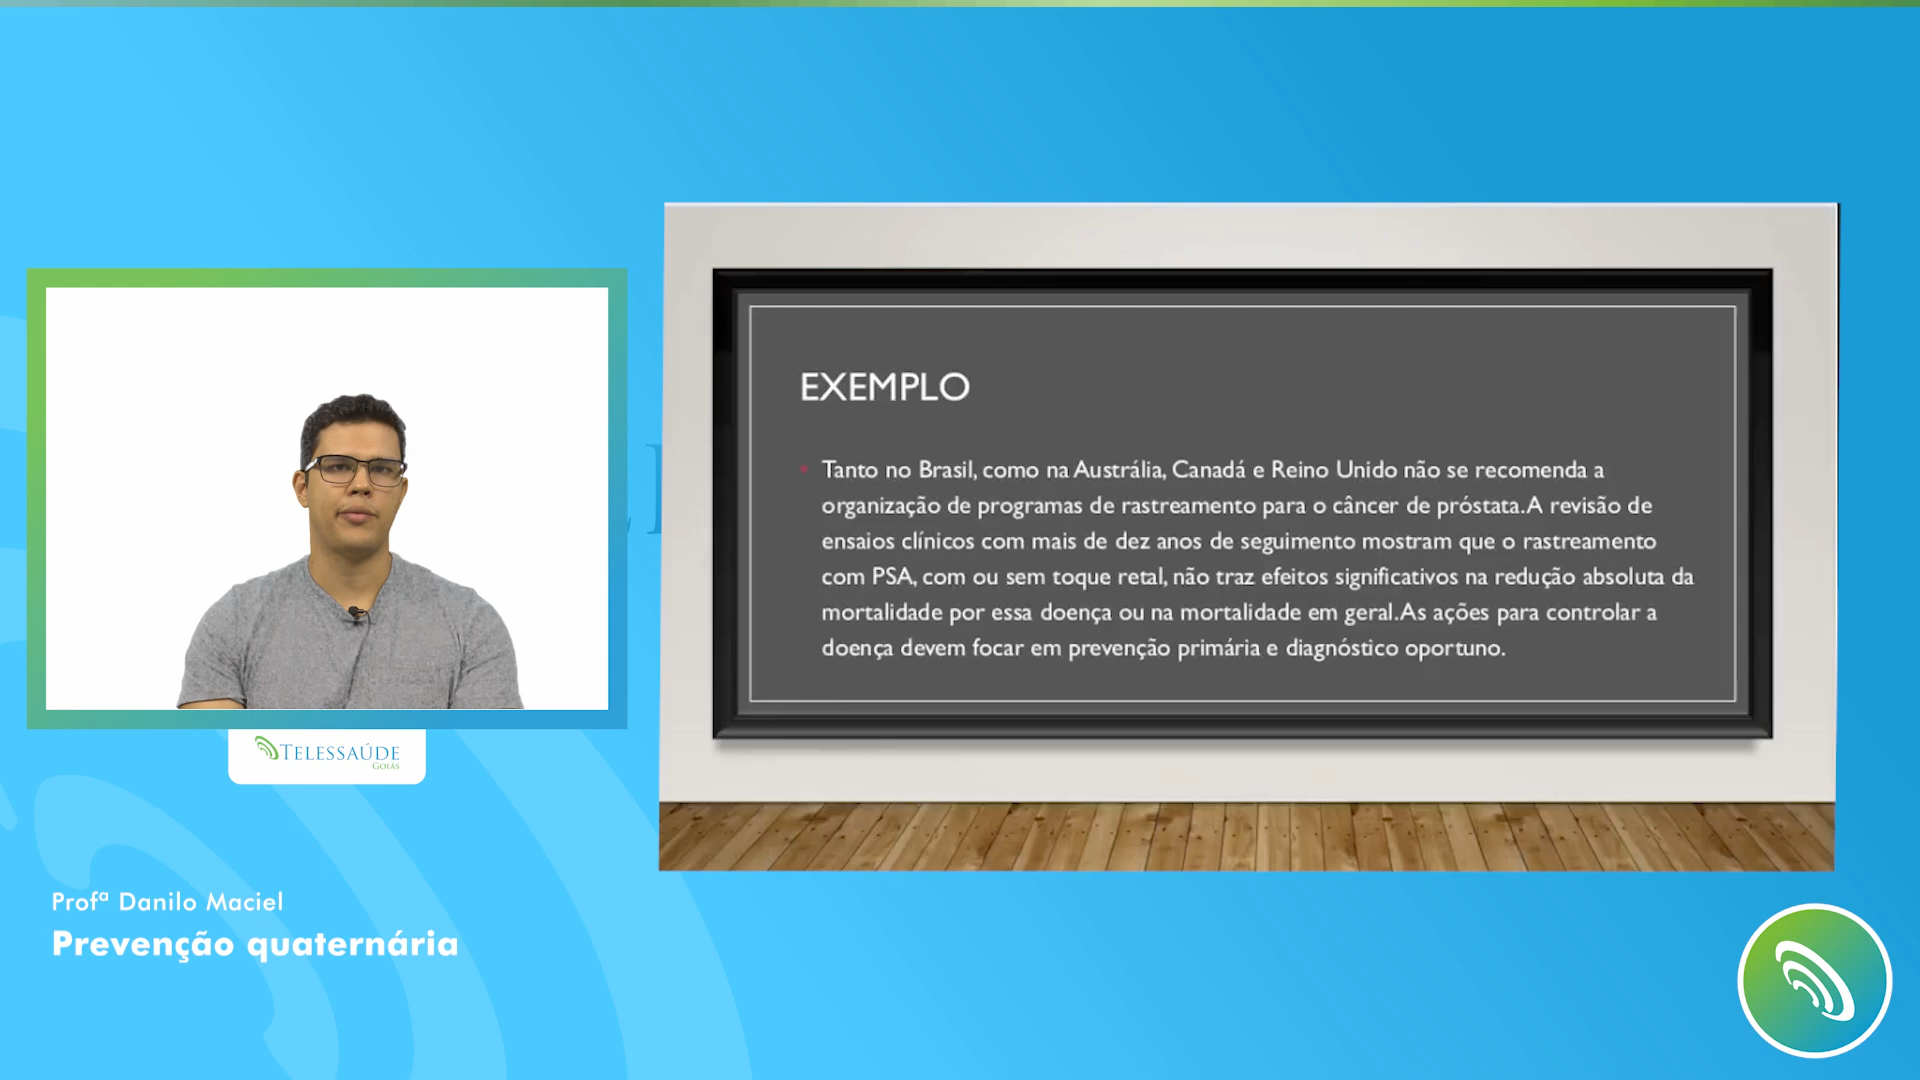 EXEMPLO
• Tanto no Brasil, como na Austrália, Canadá e Reino Unido não se recomenda a
organização de programas de rastreamento para o câncer de próstata. A revisão de
ensaios clínicos com mais de dez anos de seguimento mostram que o rastreamento
com PSA, com ou sem toque retal, não traz efeitos significativos na redução absoluta da
mortalidade por essa doença ou na mortalidade em geral. As ações para controlar a
doença devem focar em prevenção primária e diagnóstico oportuno.
TELESSAÚDE
GOIÁS
Profª Danilo Maciel
Prevenção quaternária